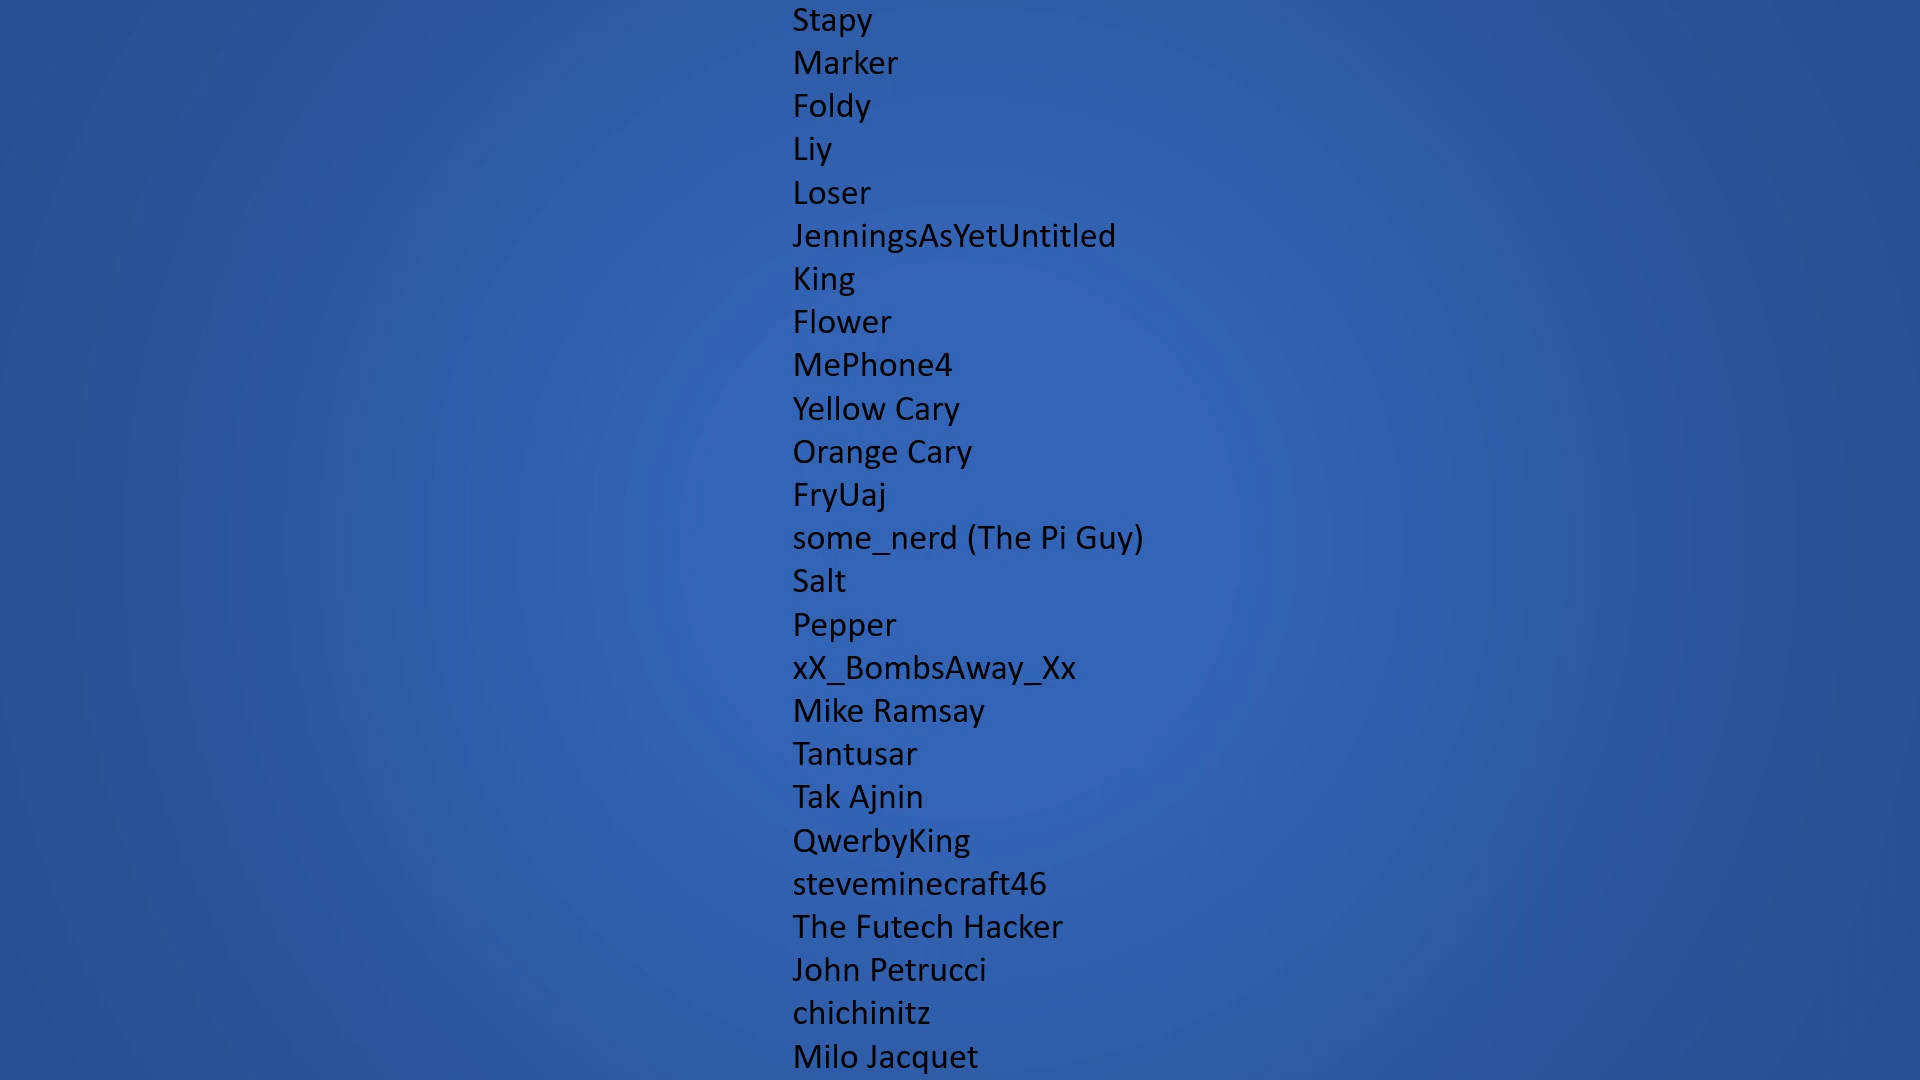 Stapy
Marker
Foldy
Liy
Loser
JenningsAsYetUntitled
King
Flower
MePhone4
Yellow Cary
Orange Cary
FryUaj
some_nerd (The Pi Guy)
Salt
Pepper
xX_BombsAway_Xx
Mike Ramsay
Tantusar
Tak Ajnin
QwerbyKing
steveminecraft46
The Futech Hacker
John Petrucci
chichinitz
Milo Jacquet